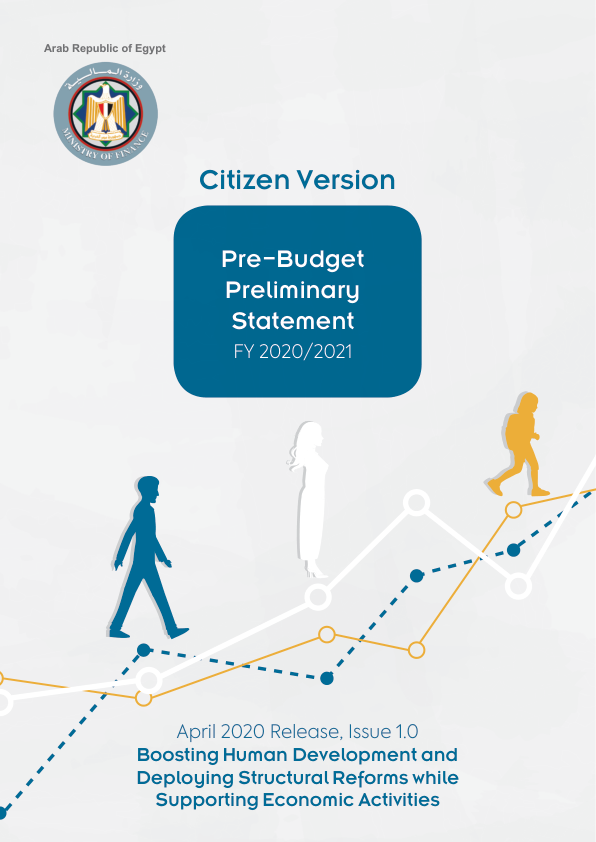 Arab Republic of Egypt
وزارة المالية
MINISTRY OF FINANCE
Citizen Version
Pre-Budget
Preliminary
Statement
FY 2020/2021
April 2020 Release, Issue 1.0
Boosting Human Development and
Deploying Structural Reforms while
Supporting Economic Activities